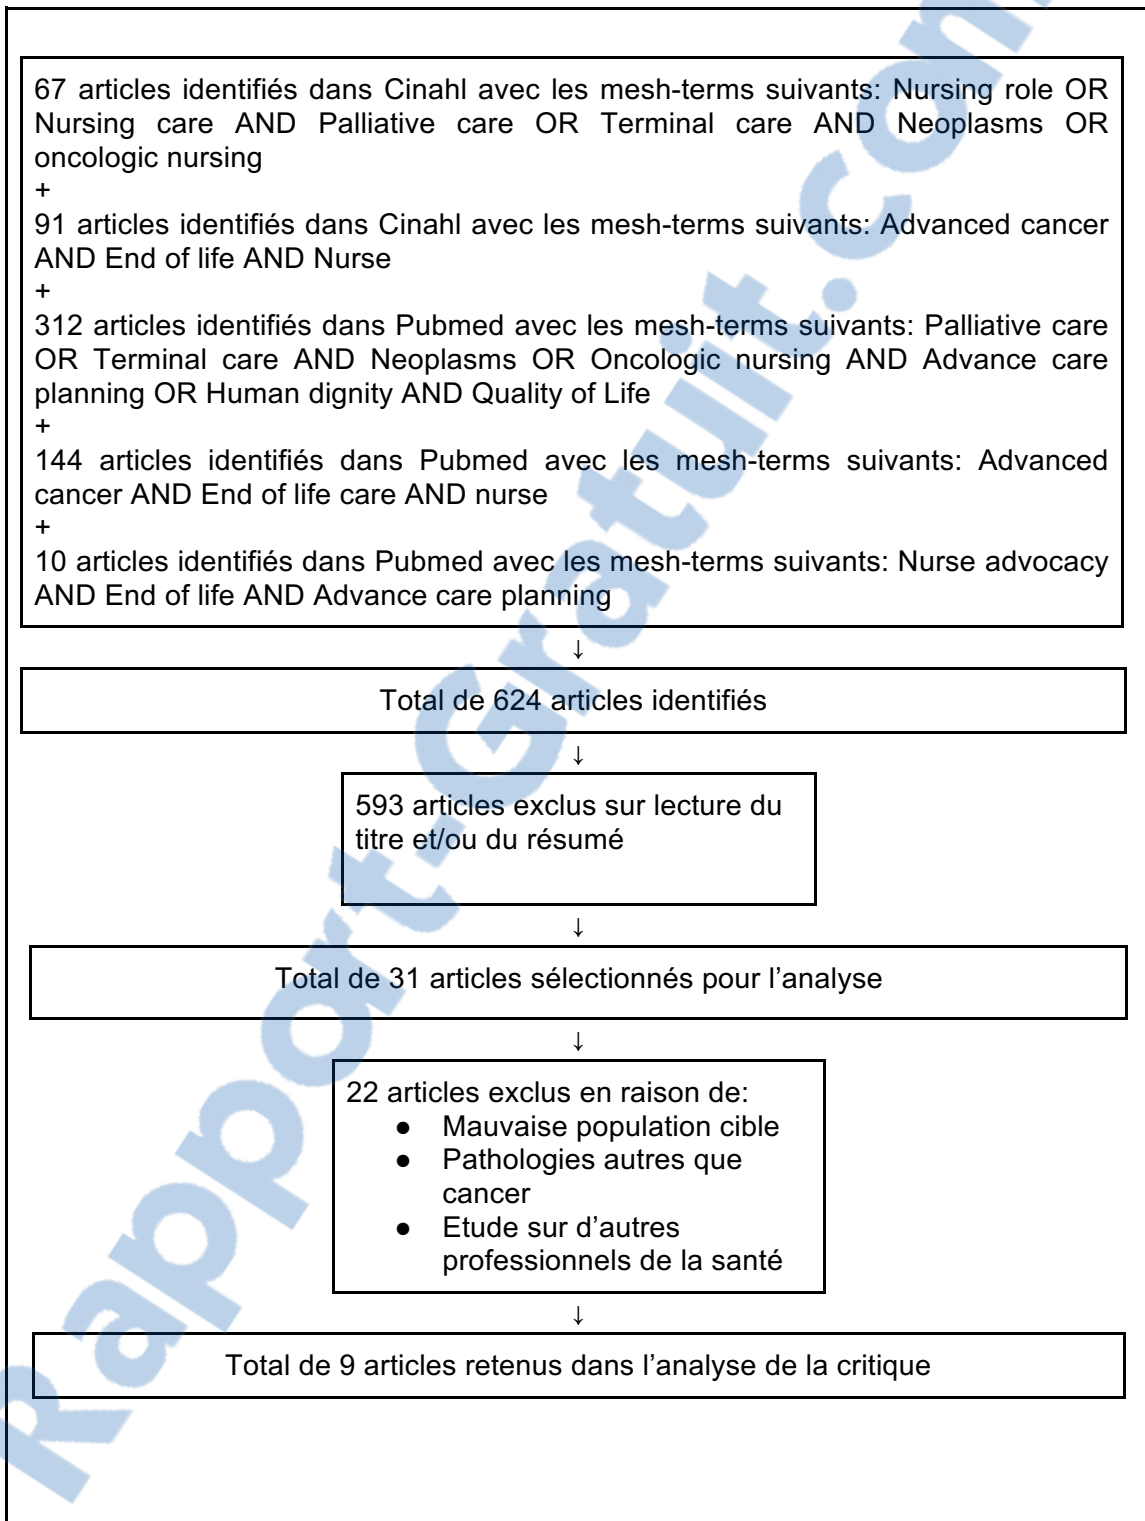 67 articles identifiés dans Cinahl avec les mesh-terms suivants: Nursing role OR
Nursing care AND Palliative care OR Terminal care AND Neoplasms OR
oncologic nursing
+
91 articles identifiés dans Cinahl avec les mesh-terms suivants: Advanced cancer
AND End of life AND Nurse
+
312 articles identifiés dans Pubmed avec les mesh-terms suivants: Palliative care
OR Terminal care AND Neoplasms OR Oncologic nursing AND Advance care
planning OR Human dignity AND Quality of Life
+
144 articles identifiés dans Pubmed avec les mesh-terms suivants: Advanced
cancer AND End of life care AND nurse
+
10 articles identifiés dans Pubmed avec les mesh-terms suivants: Nurse advocacy
AND End of life AND Advance care planning
↓
Total de 624 articles identifiés
↓
593 articles exclus sur lecture du
titre et/ou du résumé
↓
Total de 31 articles sélectionnés pour l’analyse
↓
22 articles exclus en raison de:
● Mauvaise population cible
● Pathologies autres que
cancer
● Etude sur d’autres
professionnels de la santé
↓
Total de 9 articles retenus dans l’analyse de la critique
Rapport-Gratuit.com